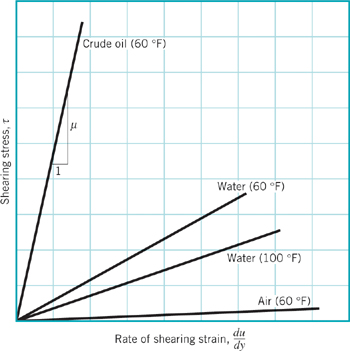 Crude oil (60 °F)
μ
1
Water (60 °F)
Water (100 °F)
Air (60 °F)
Shearing stress, τ
Rate of shearing strain, du/dy